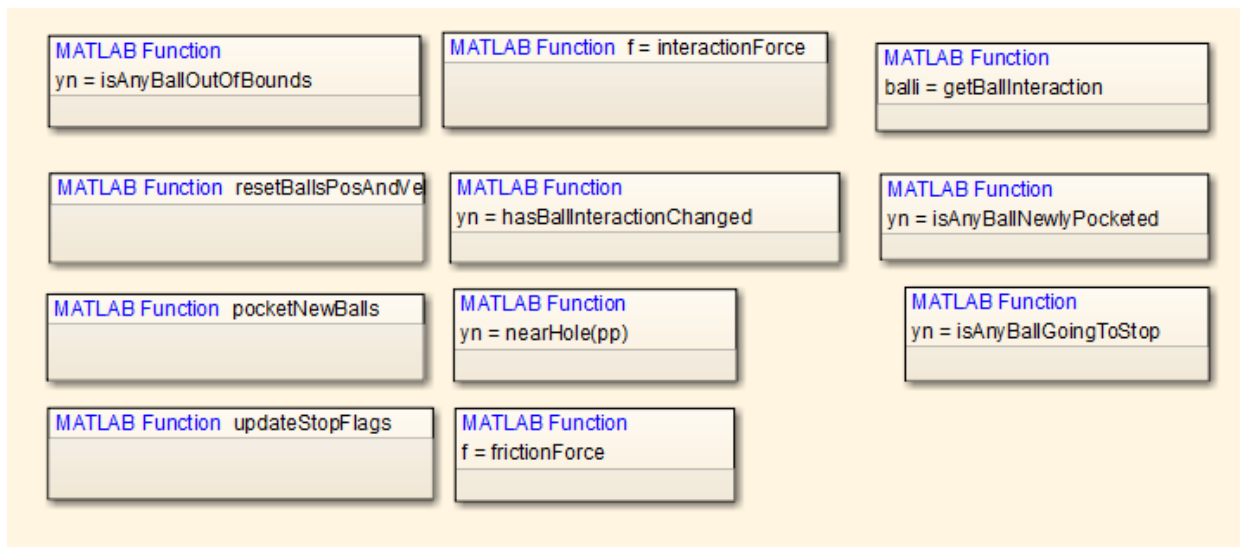 MATLAB Function
yn = isAnyBallOutOfBounds
MATLAB Function f = interactionForce
MATLAB Function
balli = getBallInteraction
MATLAB Function resetBallsPosAndVe
MATLAB Function
yn = hasBallInteractionChanged
MATLAB Function
yn = isAnyBallNewlyPocketed
MATLAB Function pocketNewBalls
MATLAB Function
yn = nearHole(pp)
MATLAB Function
yn = isAnyBallGoingToStop
MATLAB Function updateStopFlags
MATLAB Function
f = frictionForce